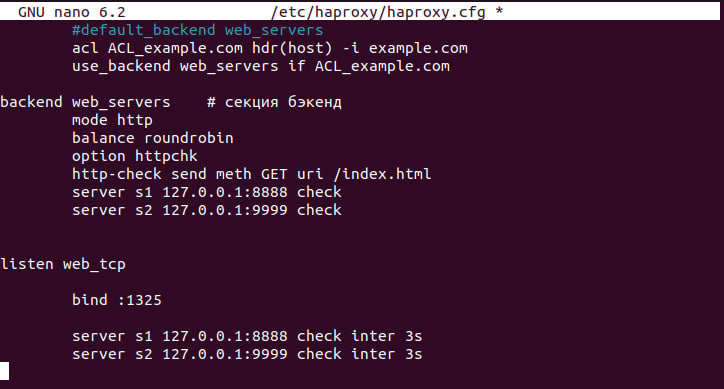 GNU nano 6.2 /etc/haproxy/haproxy.cfg *
#default_backend web_servers
acl ACL_example.com hdr(host) -i example.com
use_backend web_servers if ACL_example.com
backend web_servers # секция бэкенд
mode http
balance roundrobin
option httpchk
http-check send meth GET uri /index.html
server s1 127.0.0.1:8888 check
server s2 127.0.0.1:9999 check
listen web_tcp
bind :1325
server s1 127.0.0.1:8888 check inter 3s
server s2 127.0.0.1:9999 check inter 3s